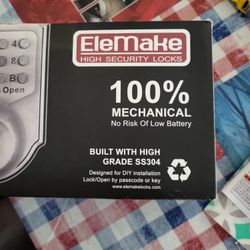 EleMake
HIGH SECURITY LOCKS
4
8
B
Open
100%
MECHANICAL
No Risk Of Low Battery
BUILT WITH HIGH
GRADE SS304
Designed for DIY installation
Lock/Open by passcode or key
www.elemakelocks.com